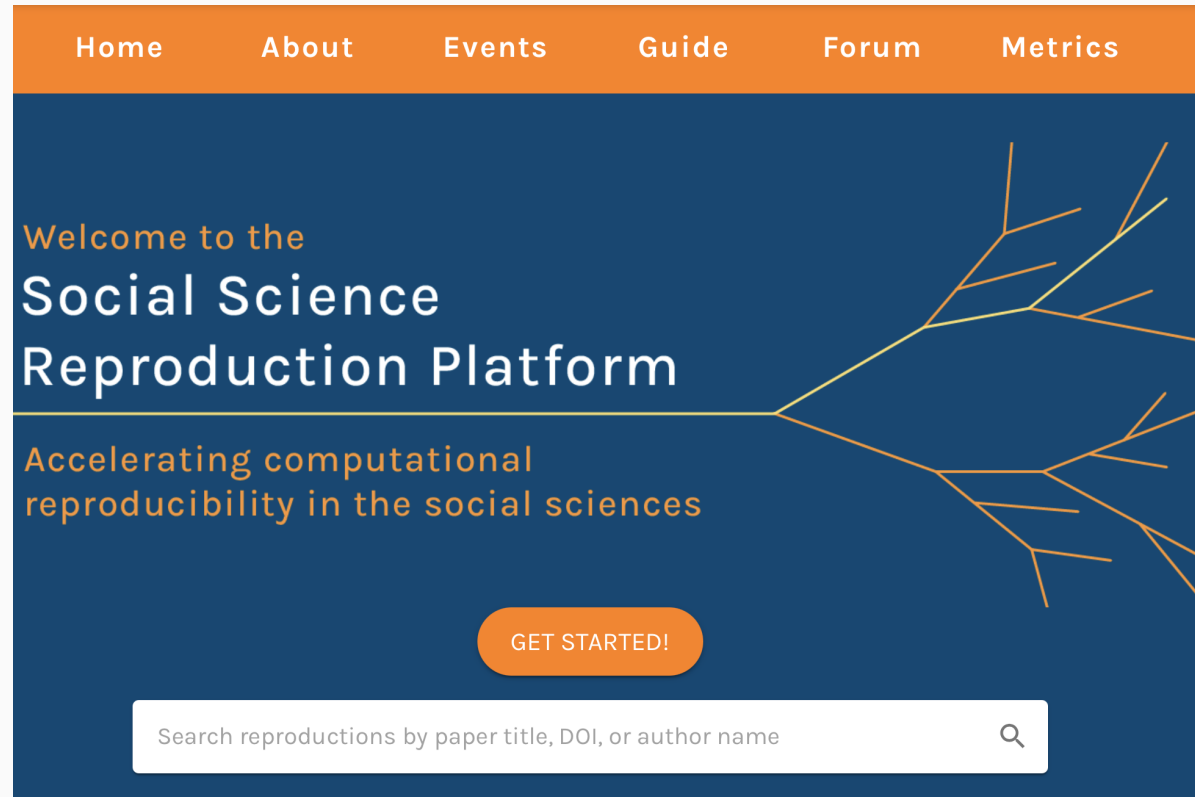 Home About Events Guide Forum Metrics
Welcome to the
Social Science
Reproduction Platform
Accelerating computational
reproducibility in the social sciences
GET STARTED!
Search reproductions by paper title, DOI, or author name